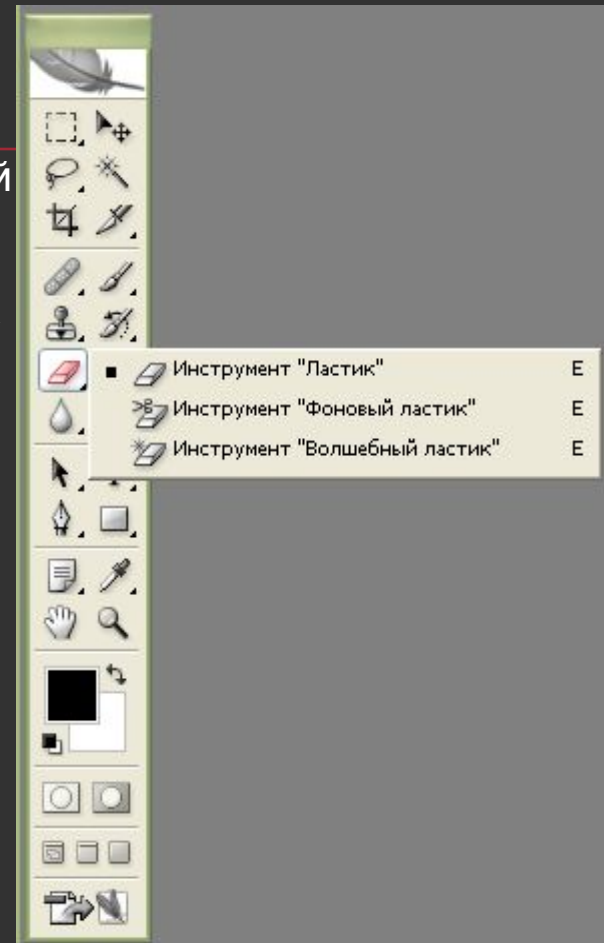 й
Инструмент "Ластик" E
Инструмент "Фоновый ластик" E
Инструмент "Волшебный ластик" E